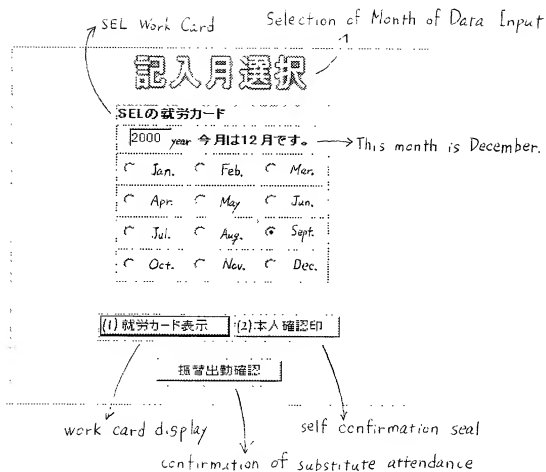 SEL Work Card
Selection of Month of Data Input
記入月選択
SELの就労カード
2000 year 今月は12月です。
This month is December.
Jan. Feb. Mar.
Apr. May Jun.
Jul. Aug. Sept.
Oct. Nov. Dec.
(1)就労カード表示 (2)本人確認印
振替出勤確認
work card display
self confirmation seal
confirmation of substitute attendance